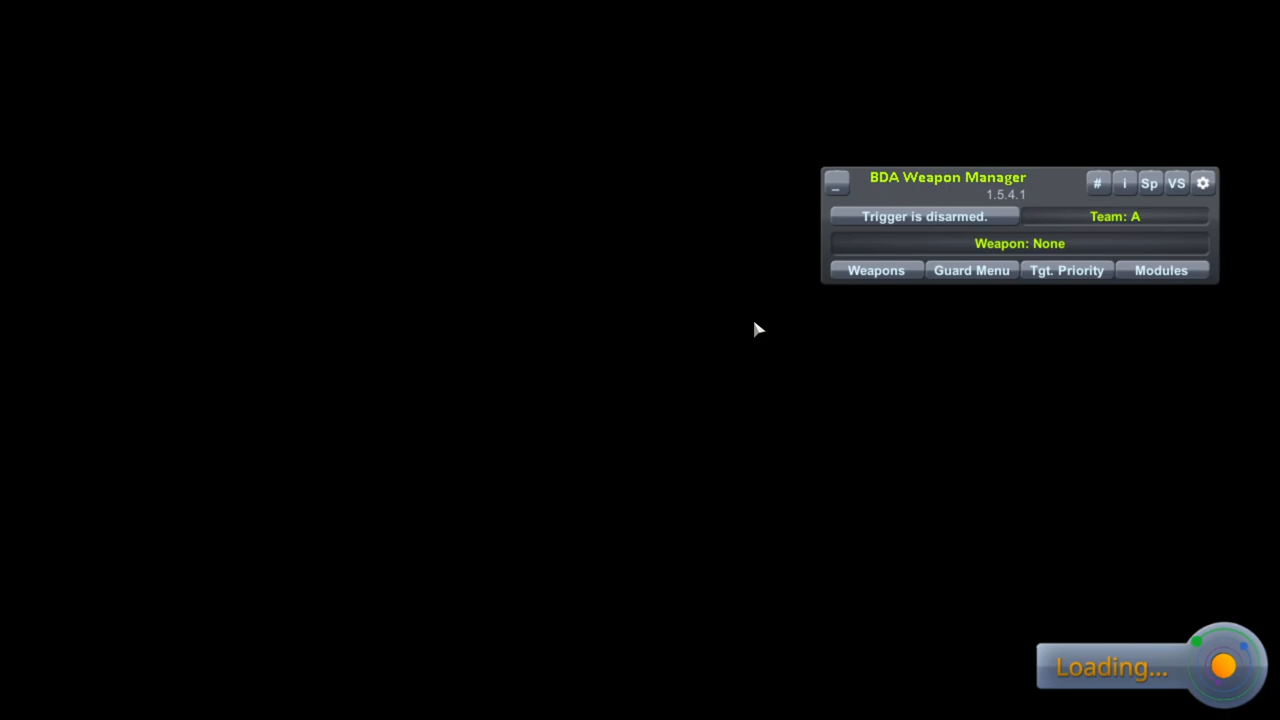 BDA Weapon Manager
1.5.4.1
_ # i Sp VS
Trigger is disarmed. Team: A
Weapon: None
Weapons Guard Menu Tgt. Priority Modules
Loading...